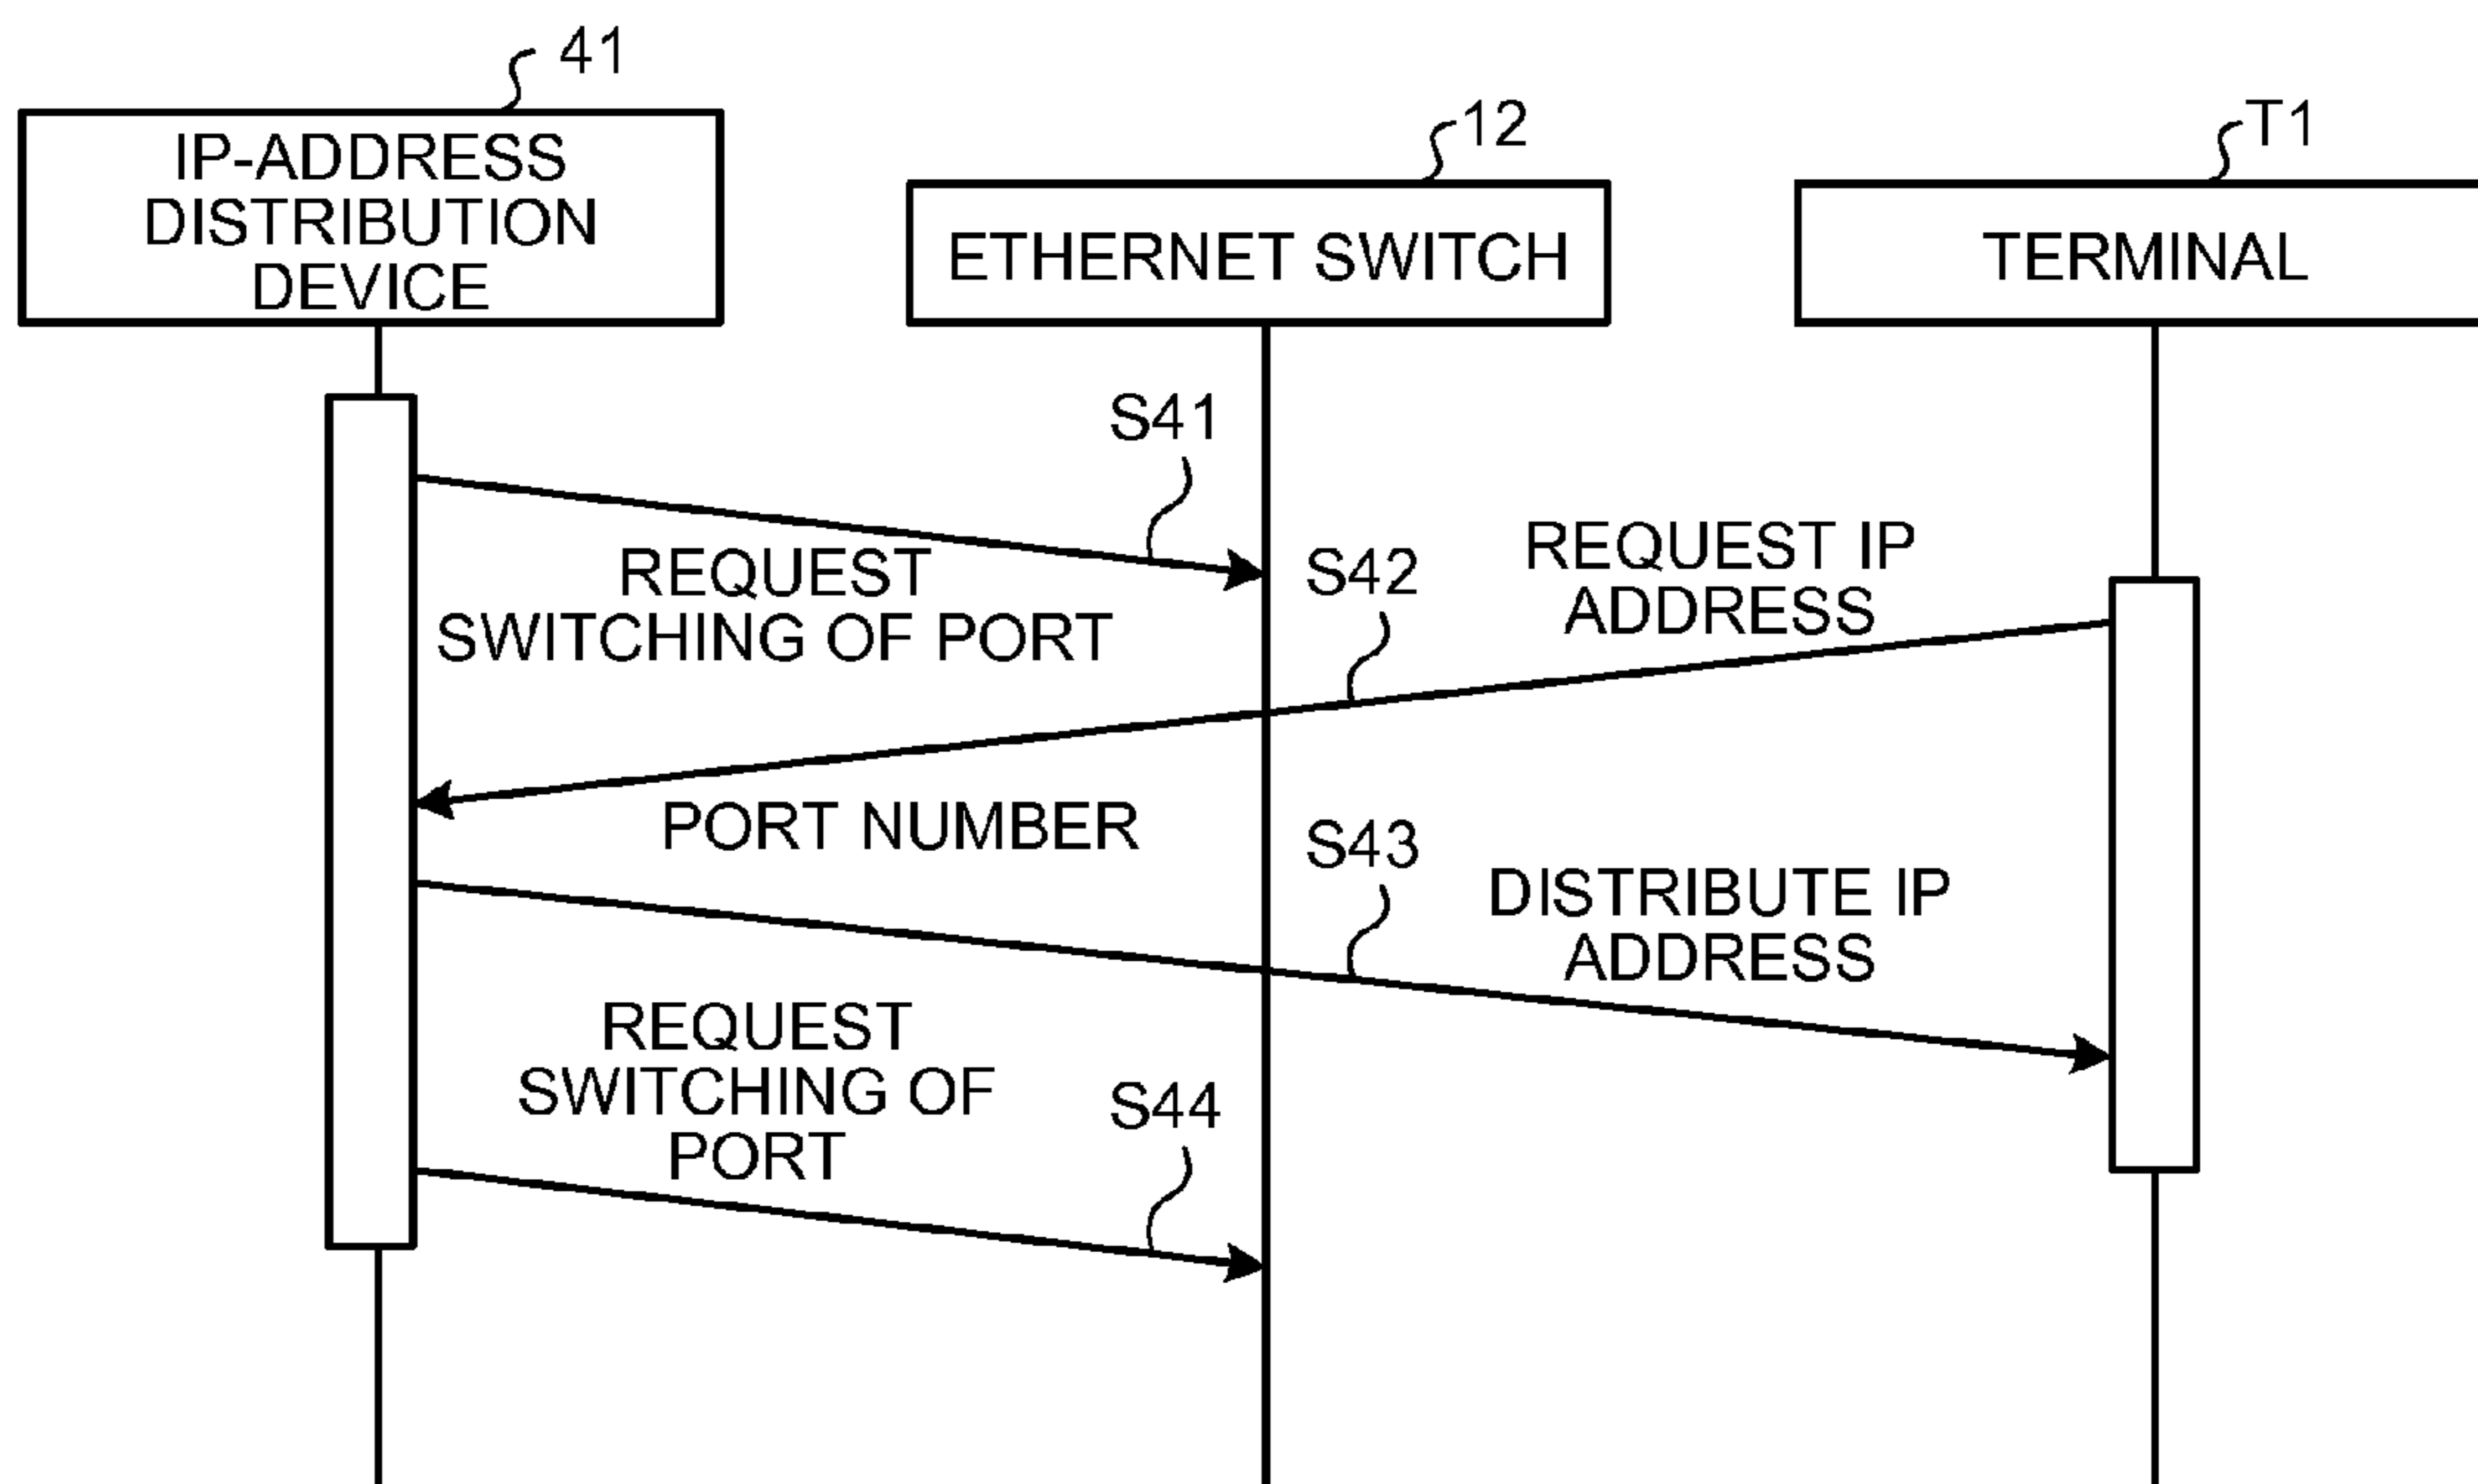 41
12
T1
IP-ADDRESS
DISTRIBUTION
DEVICE
ETHERNET SWITCH
TERMINAL
S41
REQUEST
SWITCHING OF PORT
S42
REQUEST IP
ADDRESS
PORT NUMBER
S43
DISTRIBUTE IP
ADDRESS
REQUEST
SWITCHING OF
PORT
S44